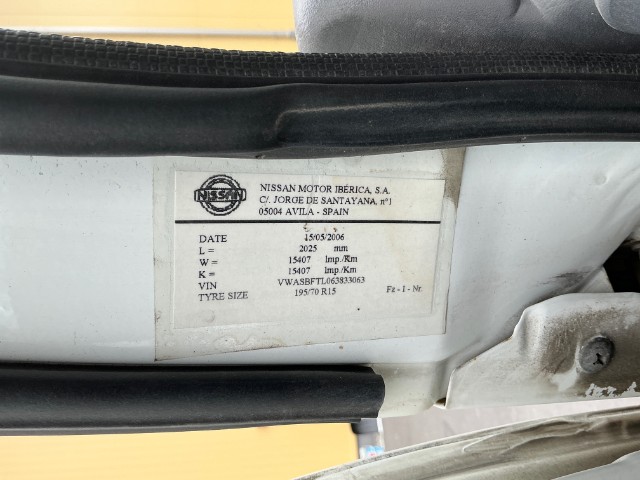 NISSAN
NISSAN MOTOR IBÉRICA, S.A.
C/. JORGE DE SANTAYANA, nº1
05004 AVILA - SPAIN
DATE 15/05/2006
L = 2025 mm
W = 15407 Imp./Km
K = 15407 Imp./Km
VIN VWASBFTL063833063
TYRE SIZE 195/70 R15 Fz - I - Nr.